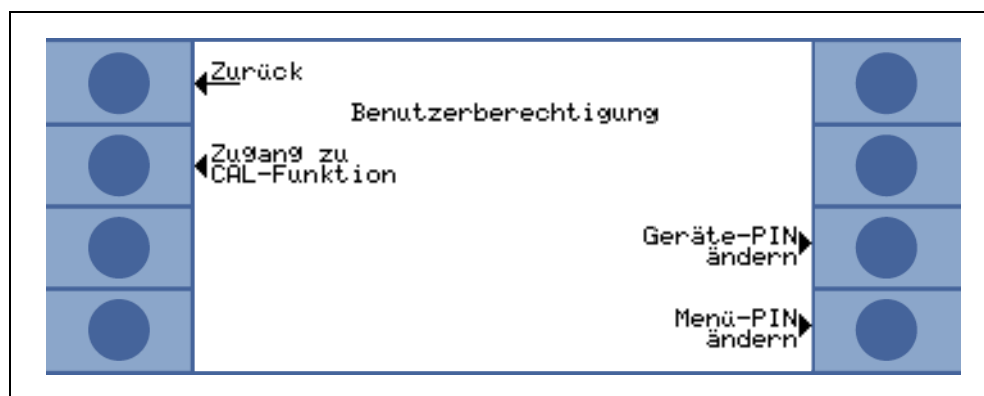 Zurück
Benutzerberechtigung
Zugang zu
CAL-Funktion
Geräte-PIN
ändern
Menü-PIN
ändern